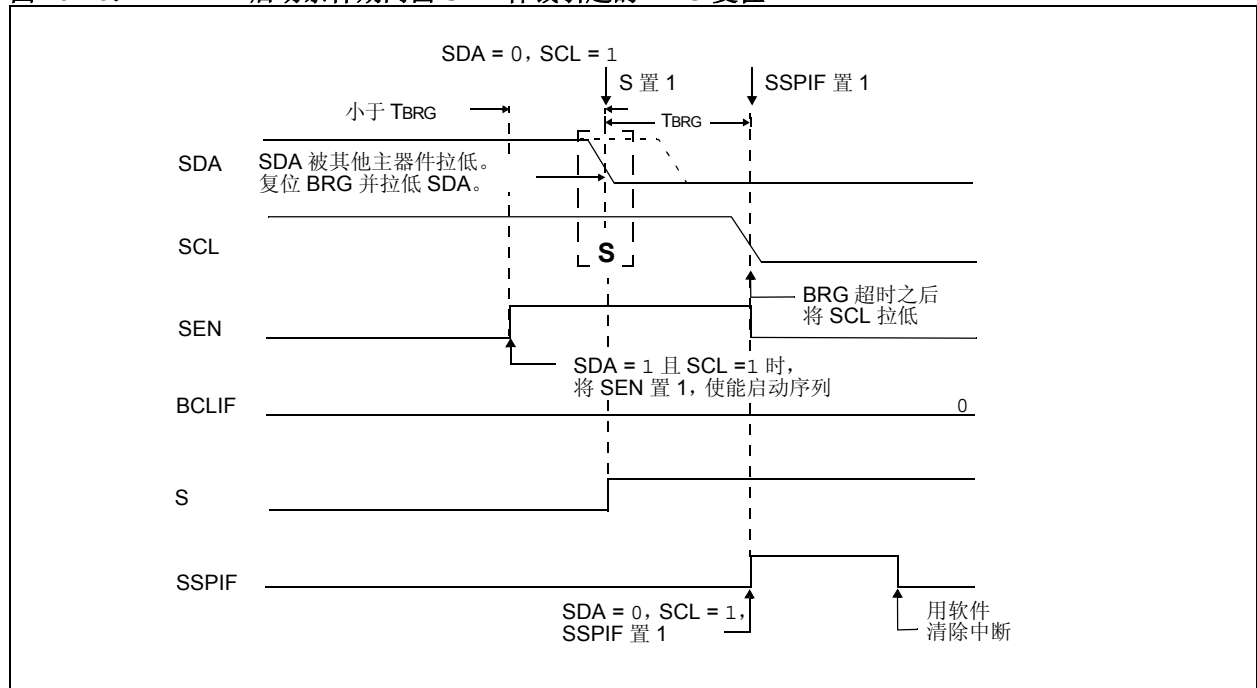 SDA = 0，SCL = 1
S 置 1
SSPIF 置 1
小于 TBRG
TBRG
SDA
SDA 被其他主器件拉低。
复位 BRG 并拉低 SDA。
SCL
S
BRG 超时之后
将 SCL 拉低
SEN
SDA = 1 且 SCL =1 时，
将 SEN 置 1，使能启动序列
BCLIF
0
S
SSPIF
SDA = 0，SCL = 1，
SSPIF 置 1
用软件
清除中断